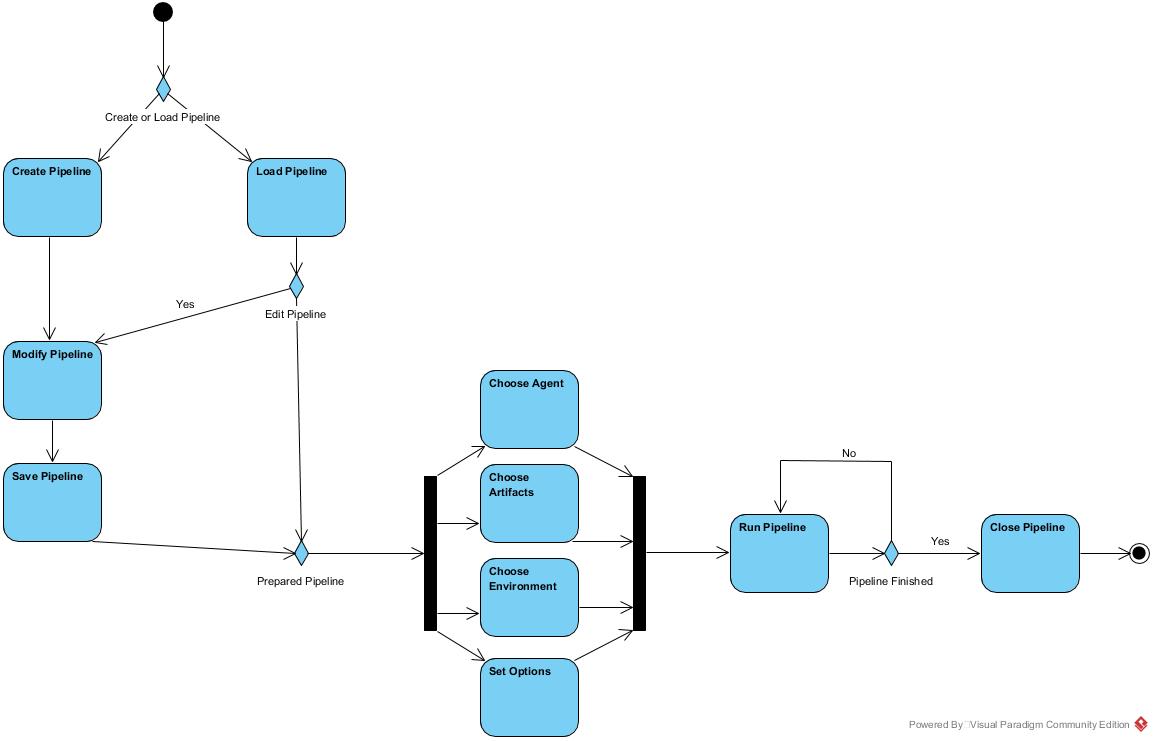 Create or Load Pipeline
Create Pipeline
Load Pipeline
Yes
Edit Pipeline
Modify Pipeline
Choose Agent
No
Save Pipeline
Choose
Artifacts
Run Pipeline
Close Pipeline
Yes
Prepared Pipeline
Choose
Environment
Pipeline Finished
Set Options
Powered By Visual Paradigm Community Edition